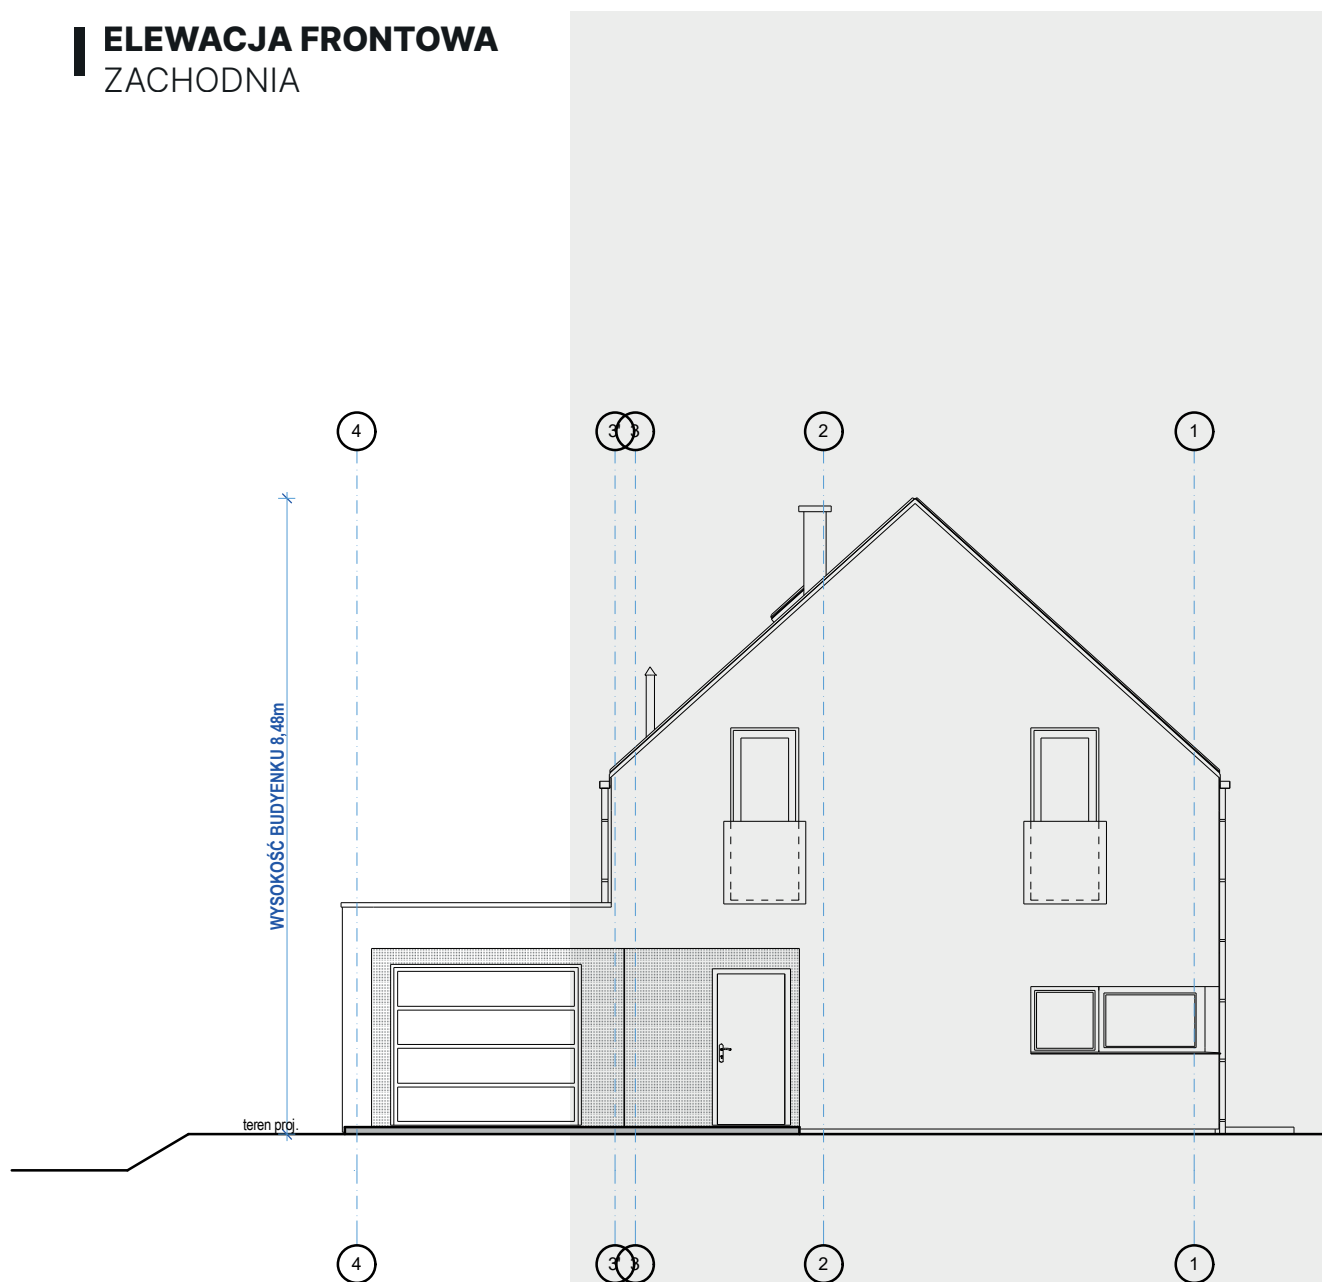 ELEWACJA FRONTOWA
ZACHODNIA
4 3' 3 2 1
WYSOKOŚĆ BUDYENKU 8,48m
teren proj.
4 3' 3 2 1